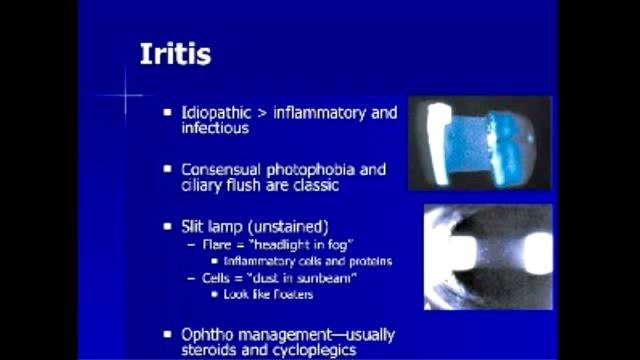 Iritis
Idiopathic > inflammatory and
infectious
Consensual photophobia and
ciliary flush are classic
Slit lamp (unstained)
– Flare = “headlight in fog”
Inflammatory cells and proteins
– Cells = “dust in sunbeam”
Look like floaters
Ophtho management—usually
steroids and cycloplegics